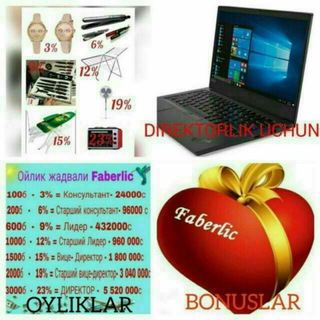 3%
6%
12%
19%
15%
23%
DIREKTORLIK UCHUN
Ойлик жадвали Faberlic
100б - 3% = Консультант- 24000с
200б - 6% = Старший консультант- 96000 с
600б - 9% = Лидер - 432000с
1000б - 12% = Старший Лидер - 960 000с
1500б - 15% = Вице- Директор - 1 800 000с
2000б - 19% = Старший вице-директор- 3 040 000с
3000б - 23% = ДИРЕКТОР - 5 520 000с
OYLIKLAR
Faberlic
BONUSLAR